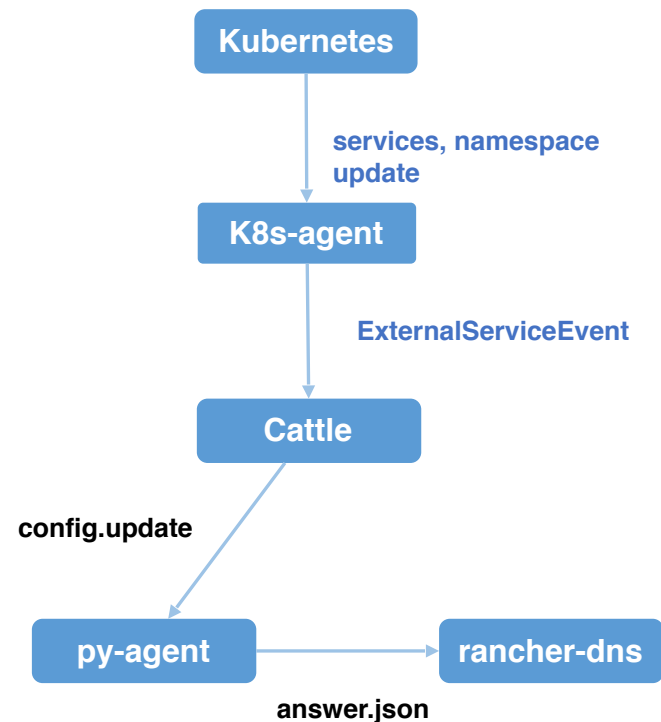 Kubernetes
services, namespace
update
K8s-agent
ExternalServiceEvent
Cattle
config.update
py-agent
rancher-dns
answer.json